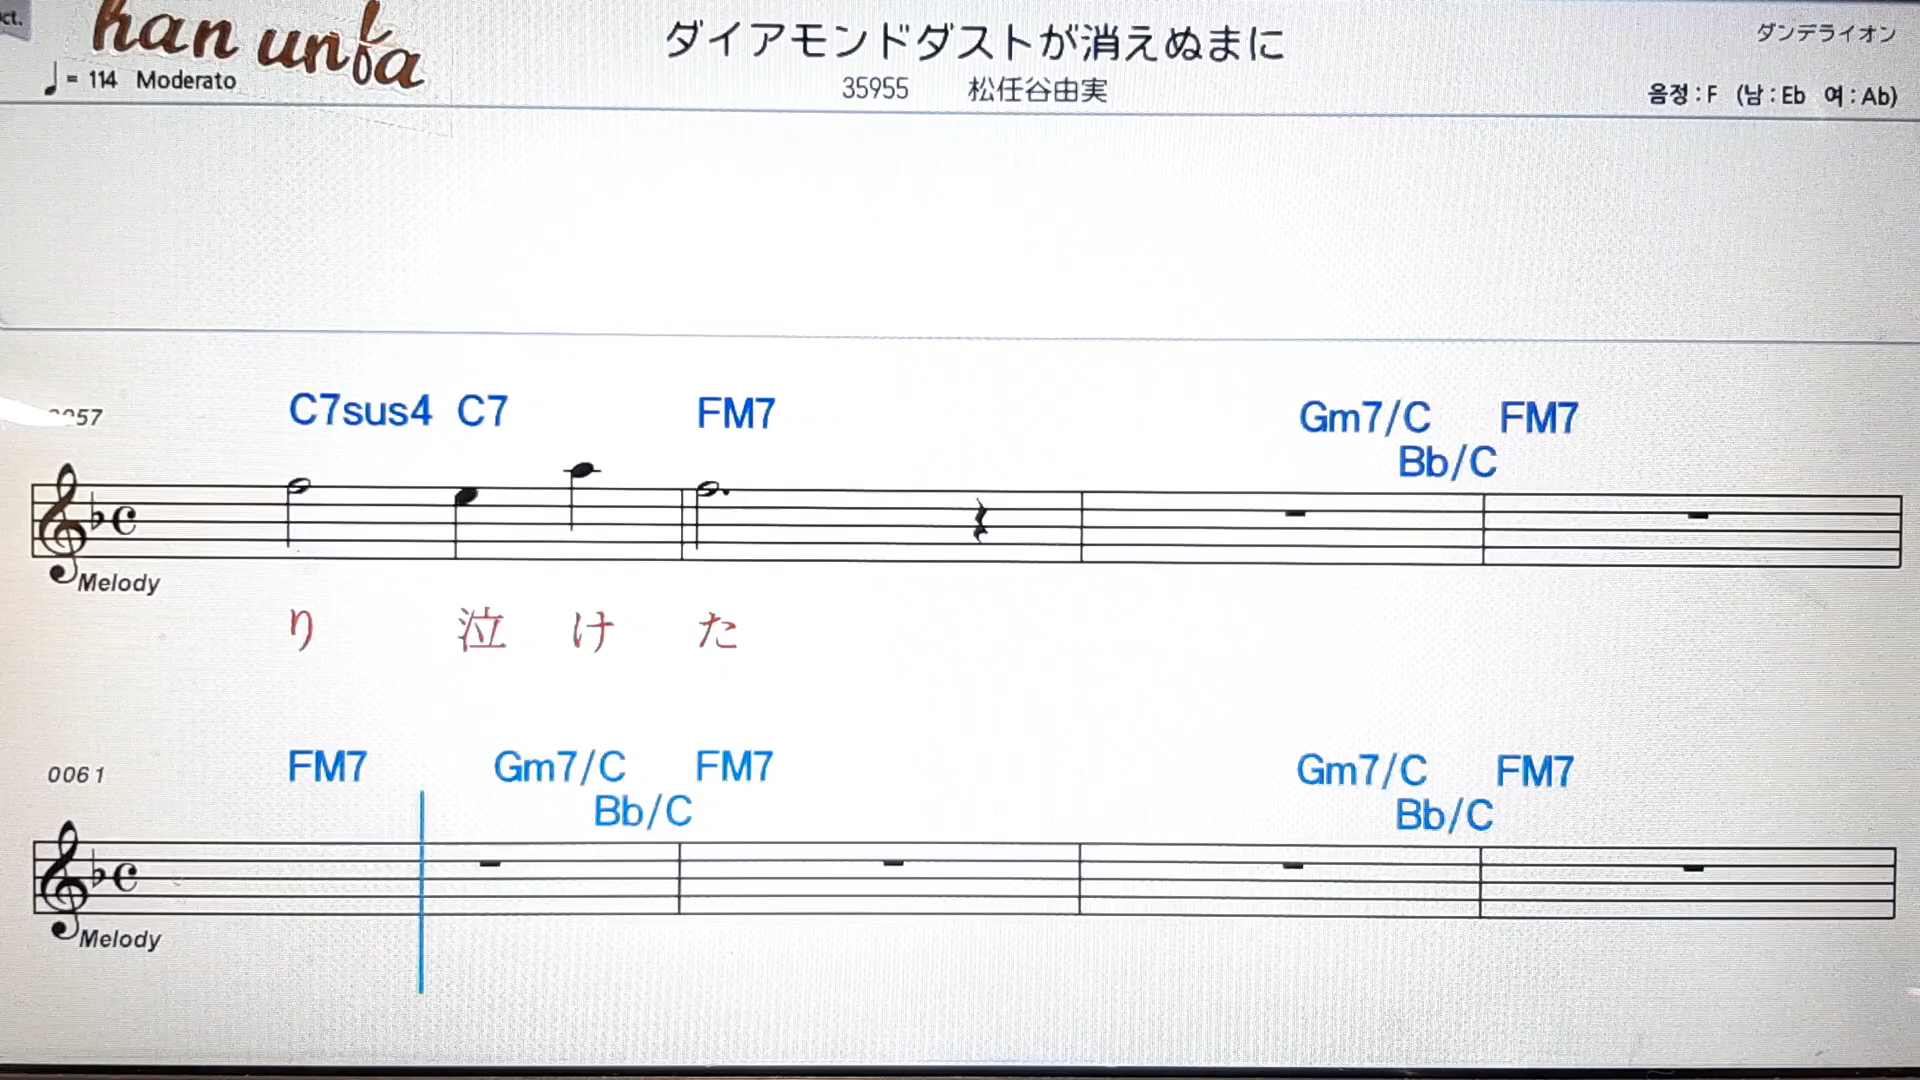 ct.
han unfa
ダイアモンドダストが消えぬまに
ダンデライオン
♩= 114 Moderato
35955 松任谷由実
음정 : F (남 : Eb 여 : Ab)
C7sus4 C7 FM7 Gm7/C FM7
Bb/C
Melody
り 泣 け た
0061 FM7 Gm7/C FM7 Gm7/C FM7
Bb/C Bb/C
Melody